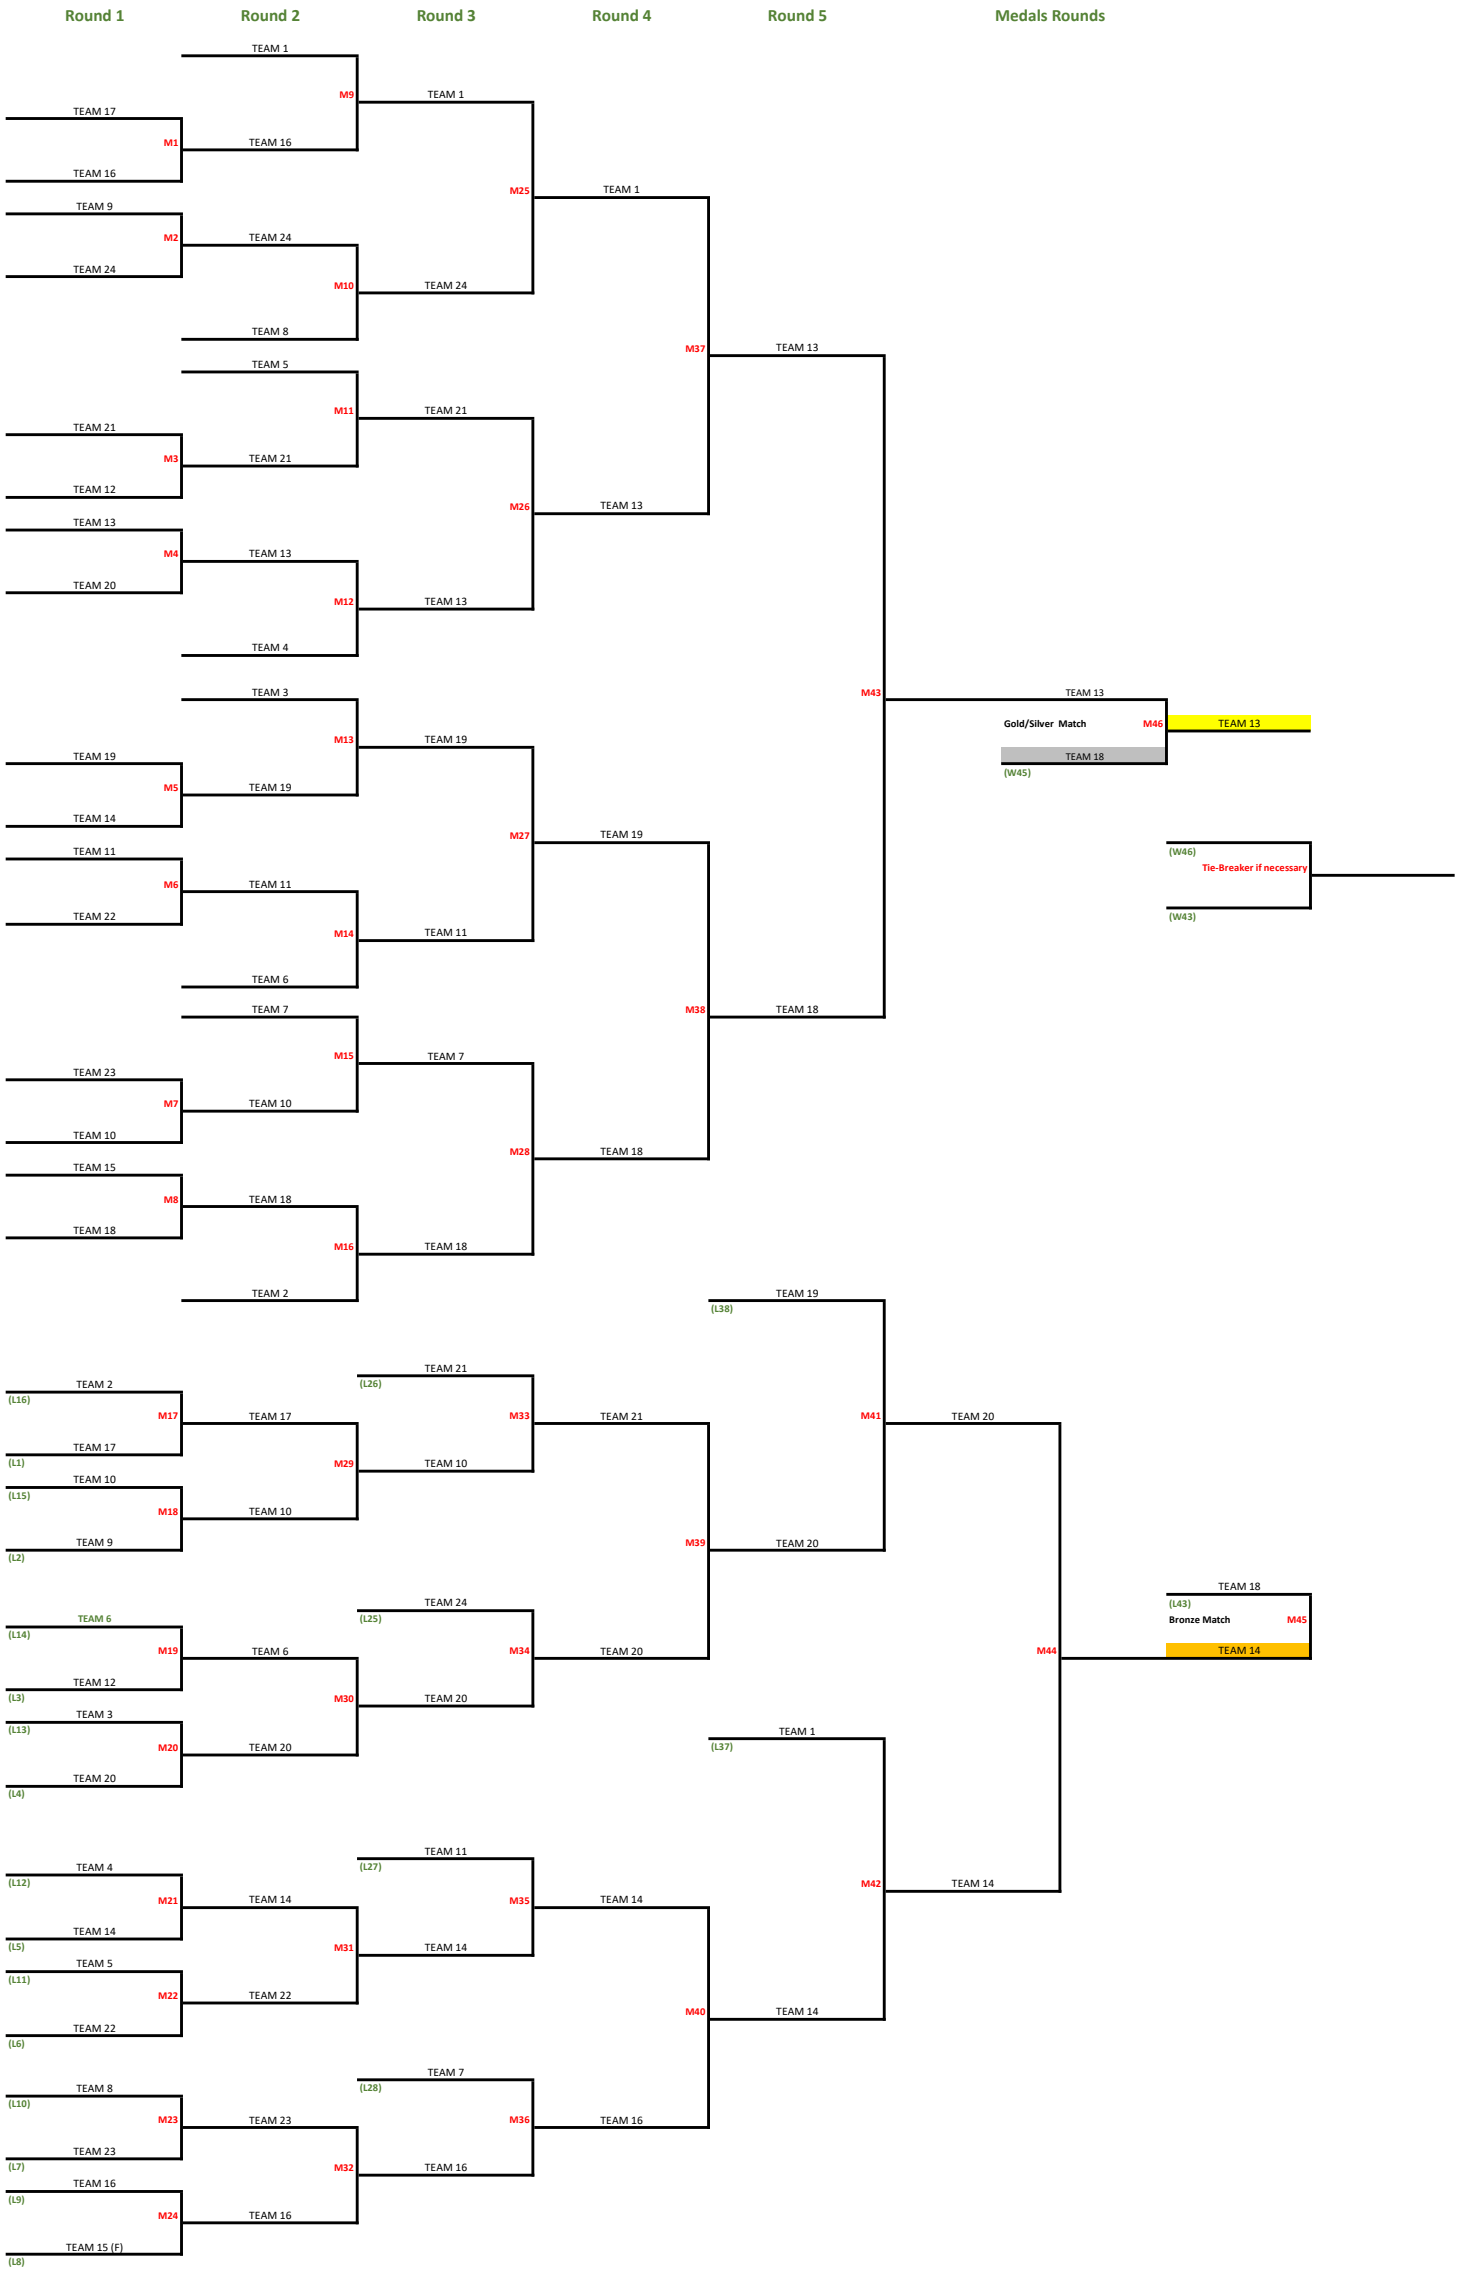 Round 1 Round 2 Round 3 Round 4 Round 5 Medals Rounds
TEAM 1
M9 TEAM 1
TEAM 17
M1 TEAM 16
TEAM 16
M25 TEAM 1
TEAM 9
M2 TEAM 24
TEAM 24
M10 TEAM 24
TEAM 8
M37 TEAM 13
TEAM 5
M11 TEAM 21
TEAM 21
M3 TEAM 21
TEAM 12
M26 TEAM 13
TEAM 13
M4 TEAM 13
TEAM 20
M12 TEAM 13
TEAM 4
TEAM 3 M43 TEAM 13
Gold/Silver Match M46 TEAM 13
M13 TEAM 19
TEAM 19 TEAM 18
(W45)
M5 TEAM 19
TEAM 14
M27 TEAM 19
TEAM 11 (W46)
Tie-Breaker if necessary
M6 TEAM 11
TEAM 22 (W43)
M14 TEAM 11
TEAM 6
TEAM 7 M38 TEAM 18
M15 TEAM 7
TEAM 23
M7 TEAM 10
TEAM 10
M28 TEAM 18
TEAM 15
M8 TEAM 18
TEAM 18
M16 TEAM 18
TEAM 2 TEAM 19
(L38)
TEAM 21
TEAM 2 (L26)
(L16)
M17 TEAM 17 M33 TEAM 21 M41 TEAM 20
TEAM 17
(L1) M29 TEAM 10
TEAM 10
(L15)
M18 TEAM 10
TEAM 9 M39 TEAM 20
(L2)
TEAM 18
TEAM 24 (L43)
(L25) Bronze Match M45
TEAM 6
(L14)
M19 TEAM 6 M34 TEAM 20 M44 TEAM 14
TEAM 12
(L3) M30 TEAM 20
TEAM 3
(L13) TEAM 1
M20 TEAM 20 (L37)
TEAM 20
(L4)
TEAM 11
TEAM 4 (L27)
(L12) M42 TEAM 14
M21 TEAM 14 M35 TEAM 14
TEAM 14
(L5) M31 TEAM 14
TEAM 5
(L11)
M22 TEAM 22
M40 TEAM 14
TEAM 22
(L6)
TEAM 7
TEAM 8 (L28)
(L10)
M23 TEAM 23 M36 TEAM 16
TEAM 23
(L7) M32 TEAM 16
TEAM 16
(L9)
M24 TEAM 16
TEAM 15 (F)
(L8)